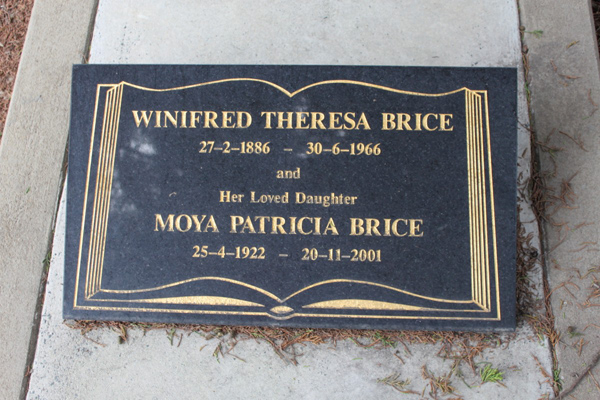 WINIFRED THERESA BRICE
27–2–1886 – 30–6–1966
and
Her Loved Daughter
MOYA PATRICIA BRICE
25–4–1922 – 20–11–2001